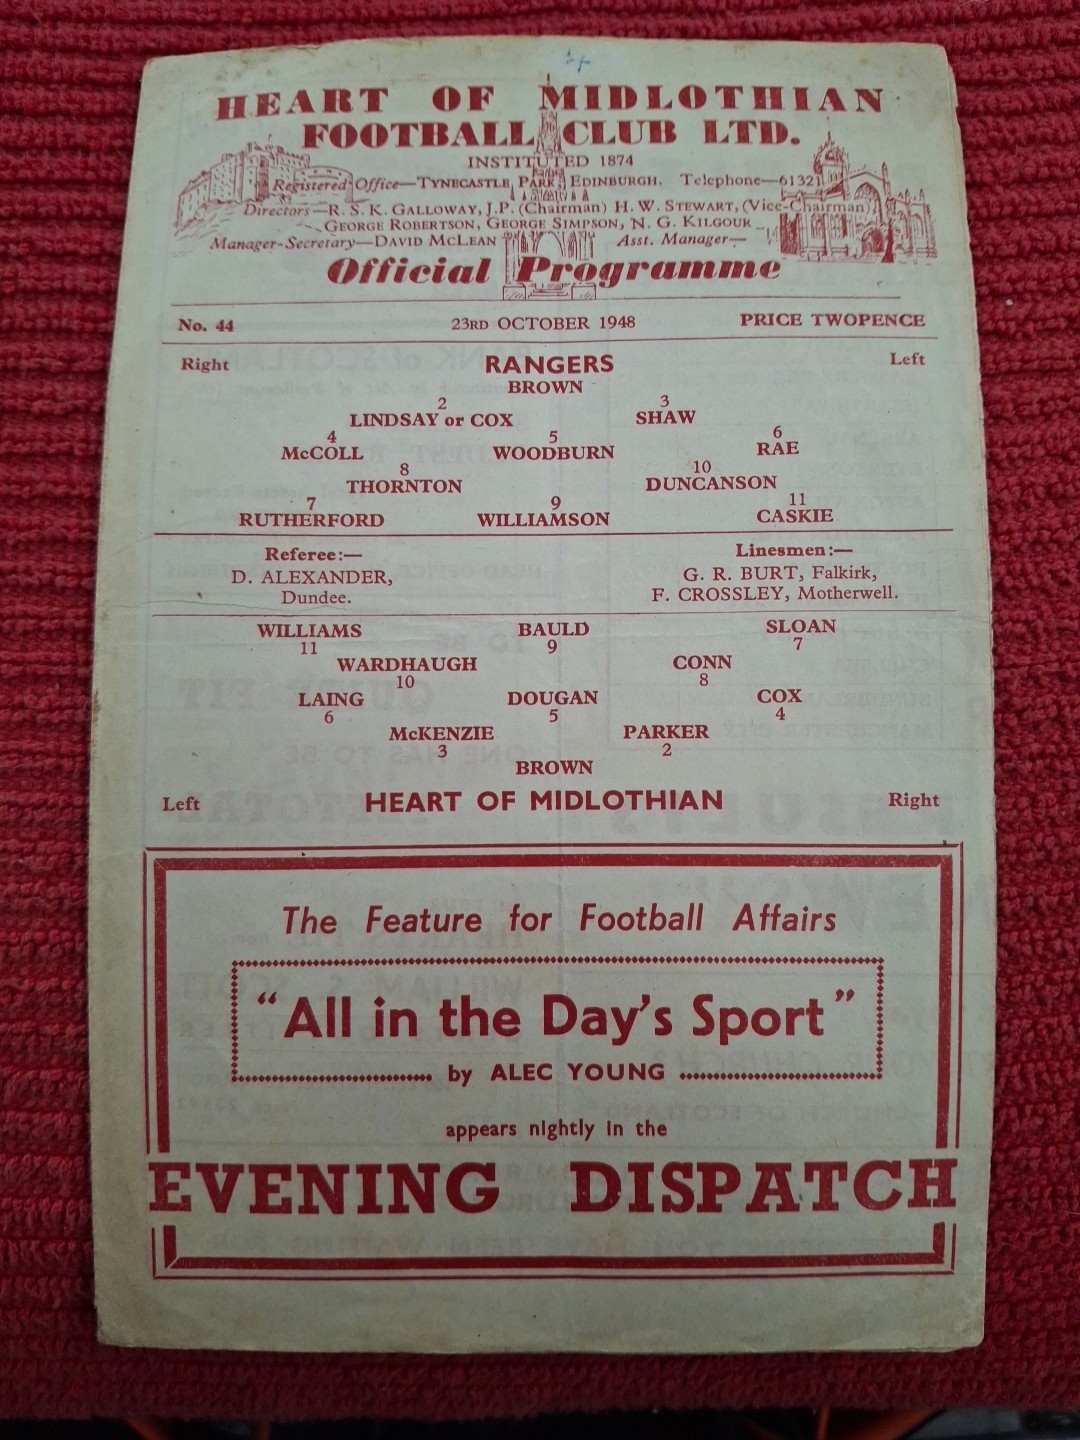 HEART OF MIDLOTHIAN
FOOTBALL CLUB LTD.
INSTITUTED 1874
Registered Office—TYNECASTLE PARK, EDINBURGH. Telephone—61321
Directors—R. S. K. GALLOWAY, J.P. (Chairman) H. W. STEWART, (Vice-Chairman)
GEORGE ROBERTSON, GEORGE SIMPSON, N. G. KILGOUR
Manager-Secretary—DAVID McLEAN Asst. Manager—
Official Programme
No. 44 23RD OCTOBER 1948 PRICE TWOPENCE
Right RANGERS Left
BROWN
2 3
LINDSAY or COX SHAW
4 5 6
McCOLL WOODBURN RAE
8 10
THORNTON DUNCANSON
7 9 11
RUTHERFORD WILLIAMSON CASKIE
Referee:— Linesmen:—
D. ALEXANDER, G. R. BURT, Falkirk,
Dundee. F. CROSSLEY, Motherwell.
WILLIAMS BAULD SLOAN
11 9 7
WARDHAUGH CONN
10 8
LAING DOUGAN COX
6 5 4
McKENZIE PARKER
3 2
BROWN
Left HEART OF MIDLOTHIAN Right
The Feature for Football Affairs
"All in the Day's Sport"
by ALEC YOUNG
appears nightly in the
EVENING DISPATCH